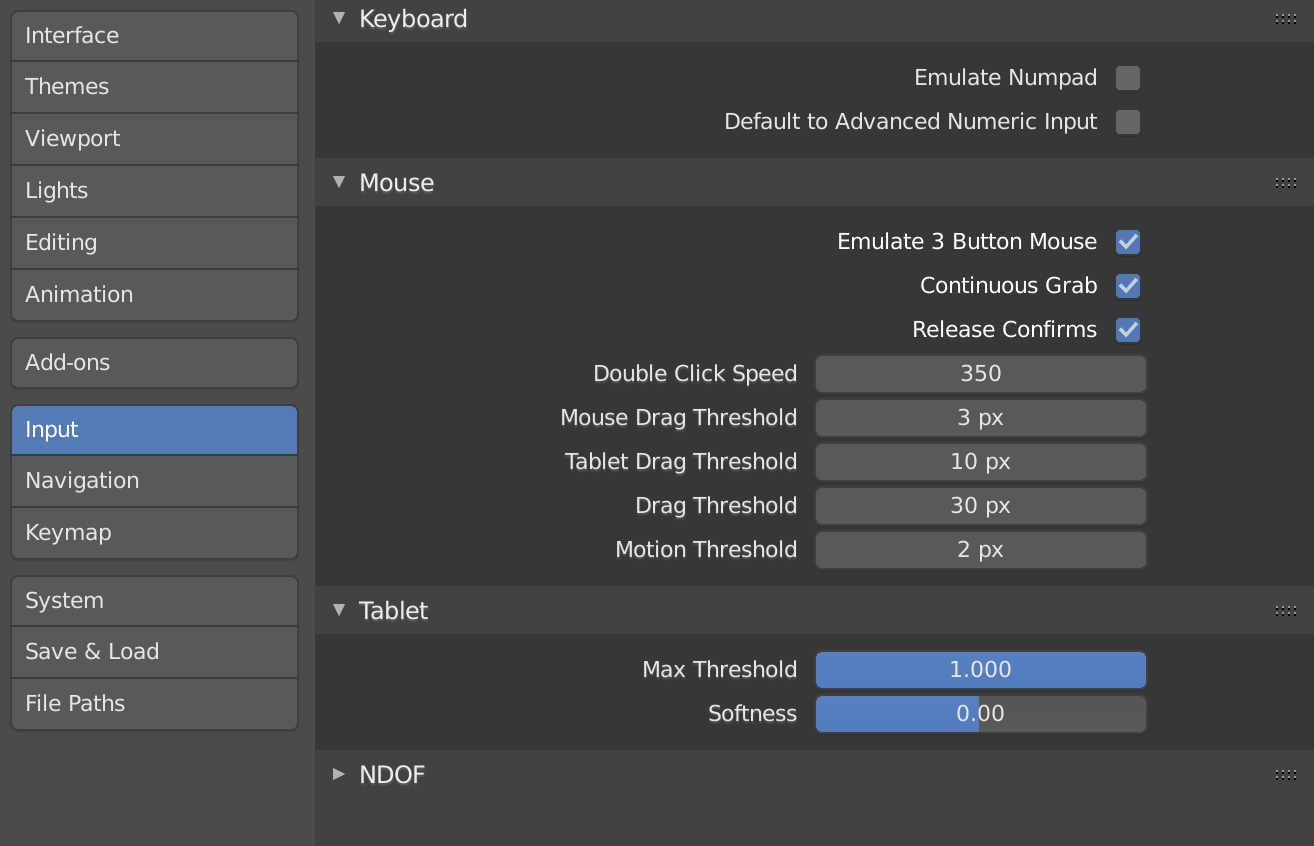 Interface
Themes
Viewport
Lights
Editing
Animation
Add-ons
Input
Navigation
Keymap
System
Save & Load
File Paths
Keyboard
Emulate Numpad
Default to Advanced Numeric Input
Mouse
Emulate 3 Button Mouse
Continuous Grab
Release Confirms
Double Click Speed 350
Mouse Drag Threshold 3 px
Tablet Drag Threshold 10 px
Drag Threshold 30 px
Motion Threshold 2 px
Tablet
Max Threshold 1.000
Softness 0.00
NDOF